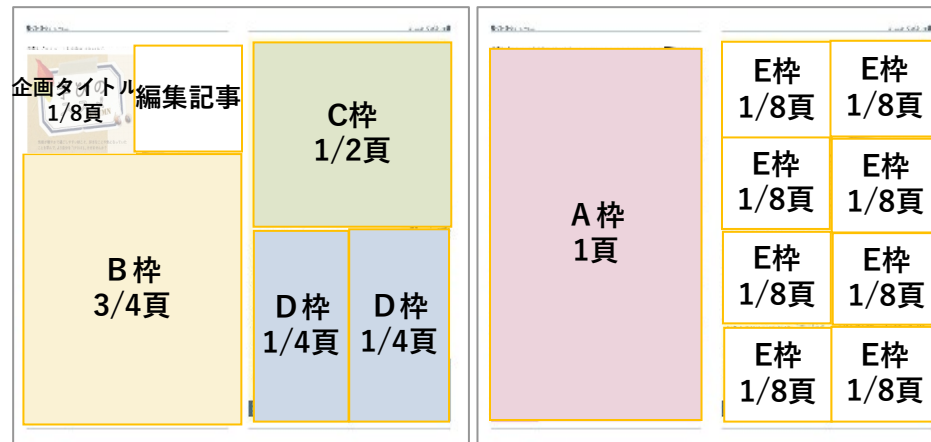 企画タイトル
1/8頁
編集記事
B枠
3/4頁
C枠
1/2頁
D枠
1/4頁
D枠
1/4頁
A枠
1頁
E枠
1/8頁
E枠
1/8頁
E枠
1/8頁
E枠
1/8頁
E枠
1/8頁
E枠
1/8頁
E枠
1/8頁
E枠
1/8頁